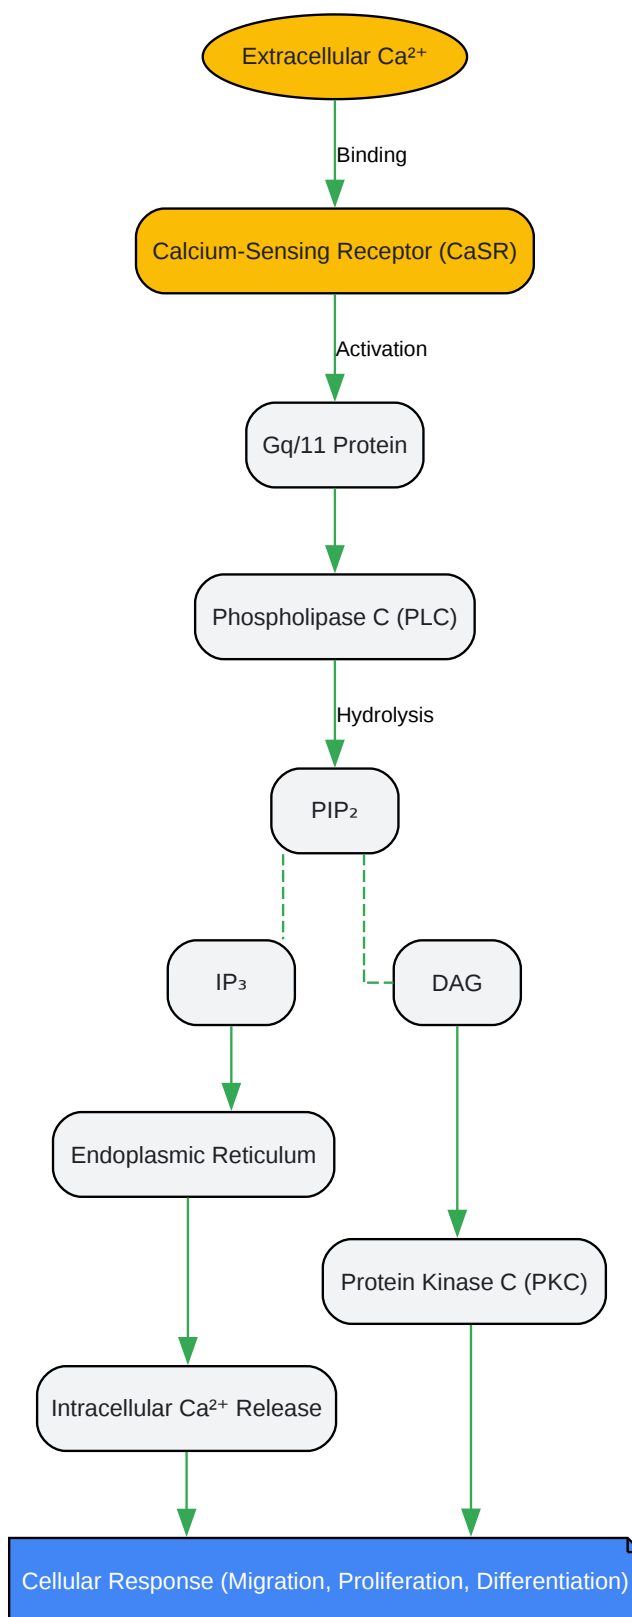 Extracellular Ca²⁺
Binding
Calcium-Sensing Receptor (CaSR)
Activation
Gq/11 Protein
Phospholipase C (PLC)
Hydrolysis
PIP₂
IP₃
DAG
Endoplasmic Reticulum
Protein Kinase C (PKC)
Intracellular Ca²⁺ Release
Cellular Response (Migration, Proliferation, Differentiation)